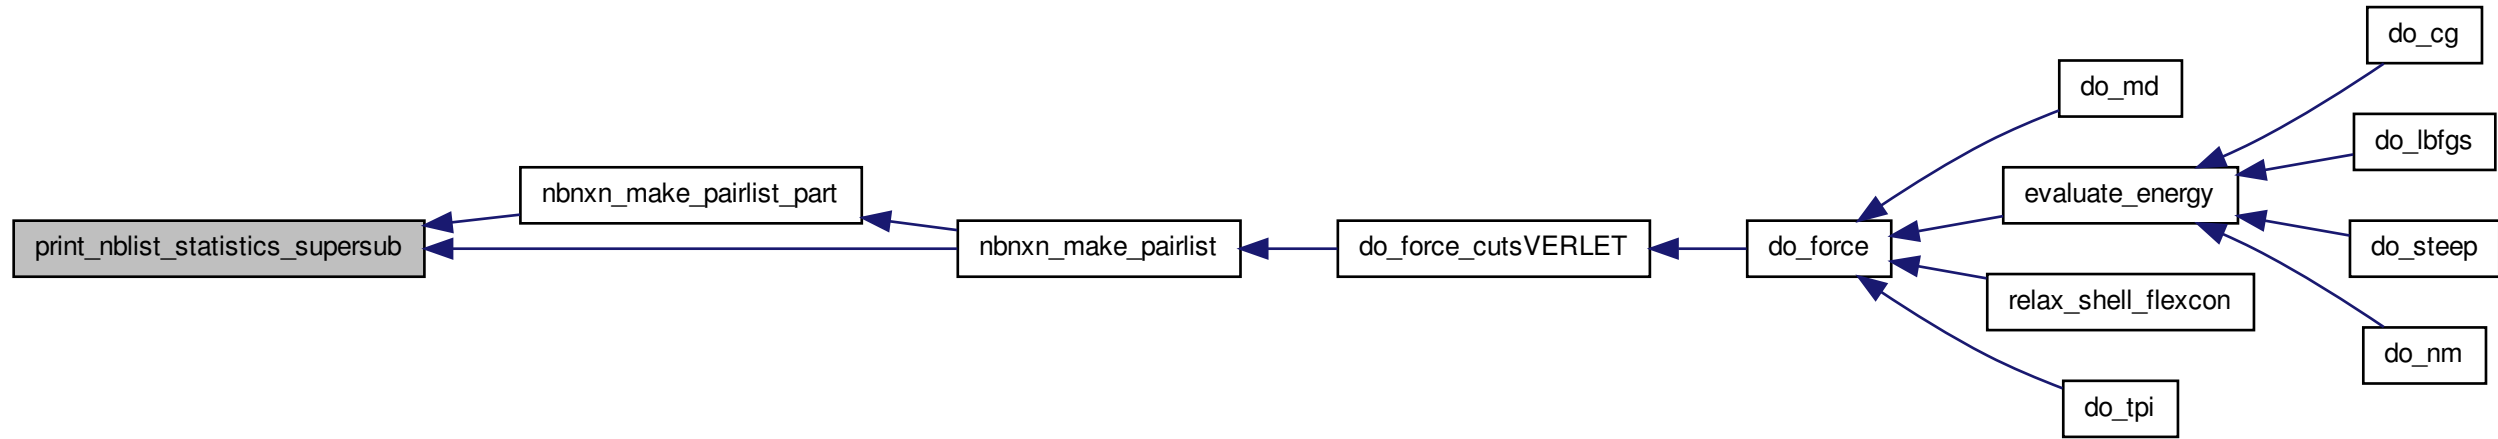 do_cg
do_md
do_lbfgs
nbnxn_make_pairlist_part
evaluate_energy
print_nblist_statistics_supersub
nbnxn_make_pairlist
do_force_cutsVERLET
do_force
do_steep
relax_shell_flexcon
do_nm
do_tpi